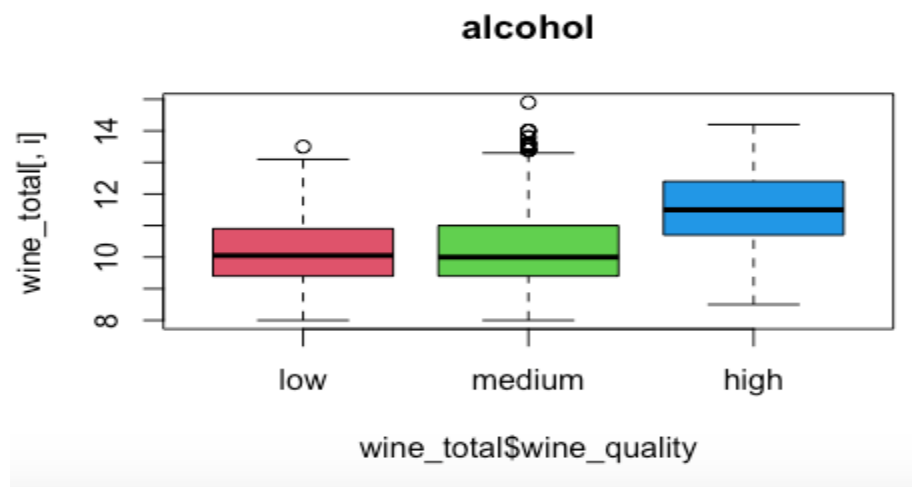 alcohol
wine_total[, i]
14
12
10
8
low medium high
wine_total$wine_quality